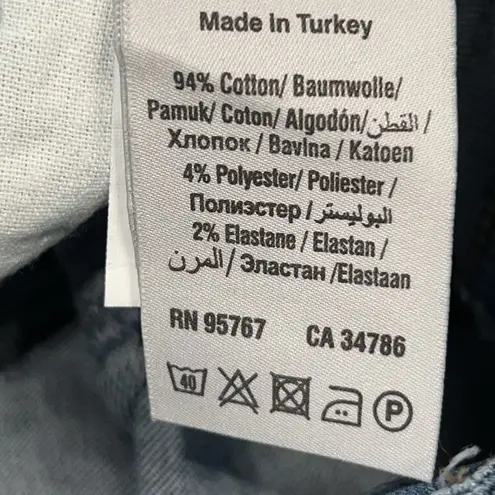 Made In Turkey
94% Cotton/ Baumwolle/
Pamuk/ Coton/ Algodón/القطن /
Хлопок / Bavlna / Katoen
4% Polyester/ Poliester /
Полиэстер / البوليستر
2% Elastane / Elastan /
المرن / Эластан /Elastaan
RN 95767 CA 34786
40 P